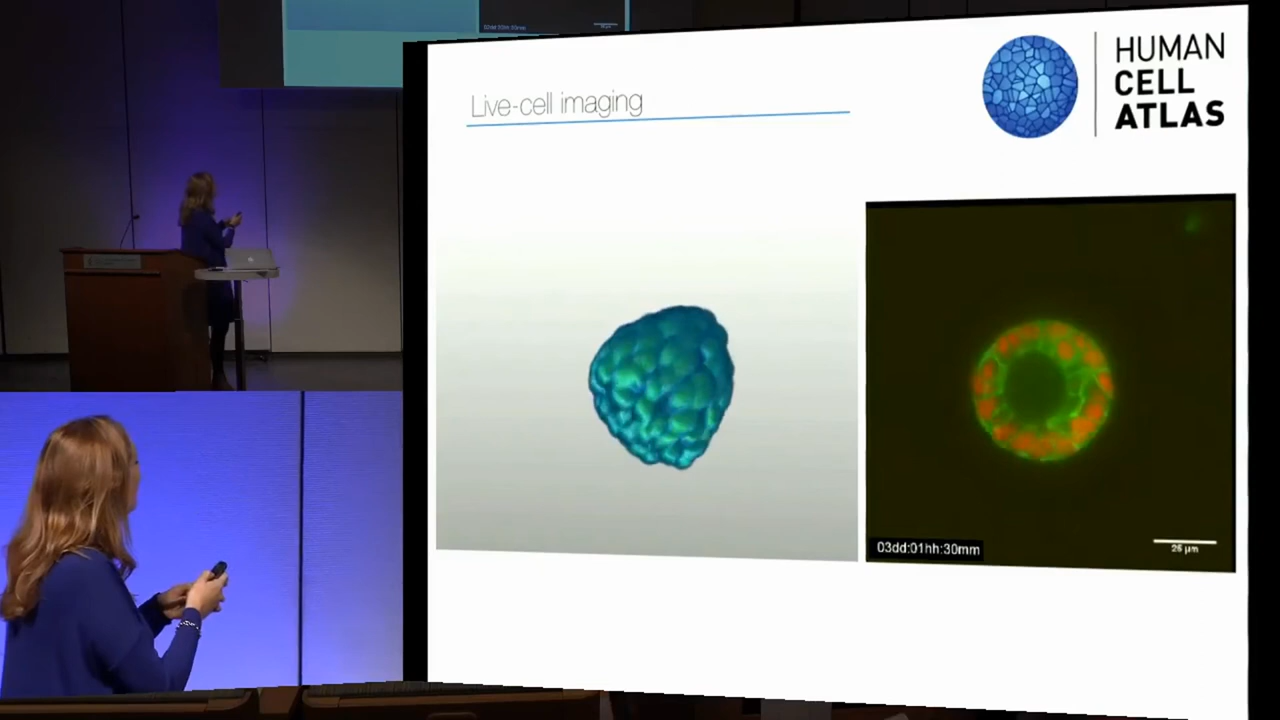 Live-cell imaging
HUMAN
CELL
ATLAS
03dd:01hh:30mm
25 µm